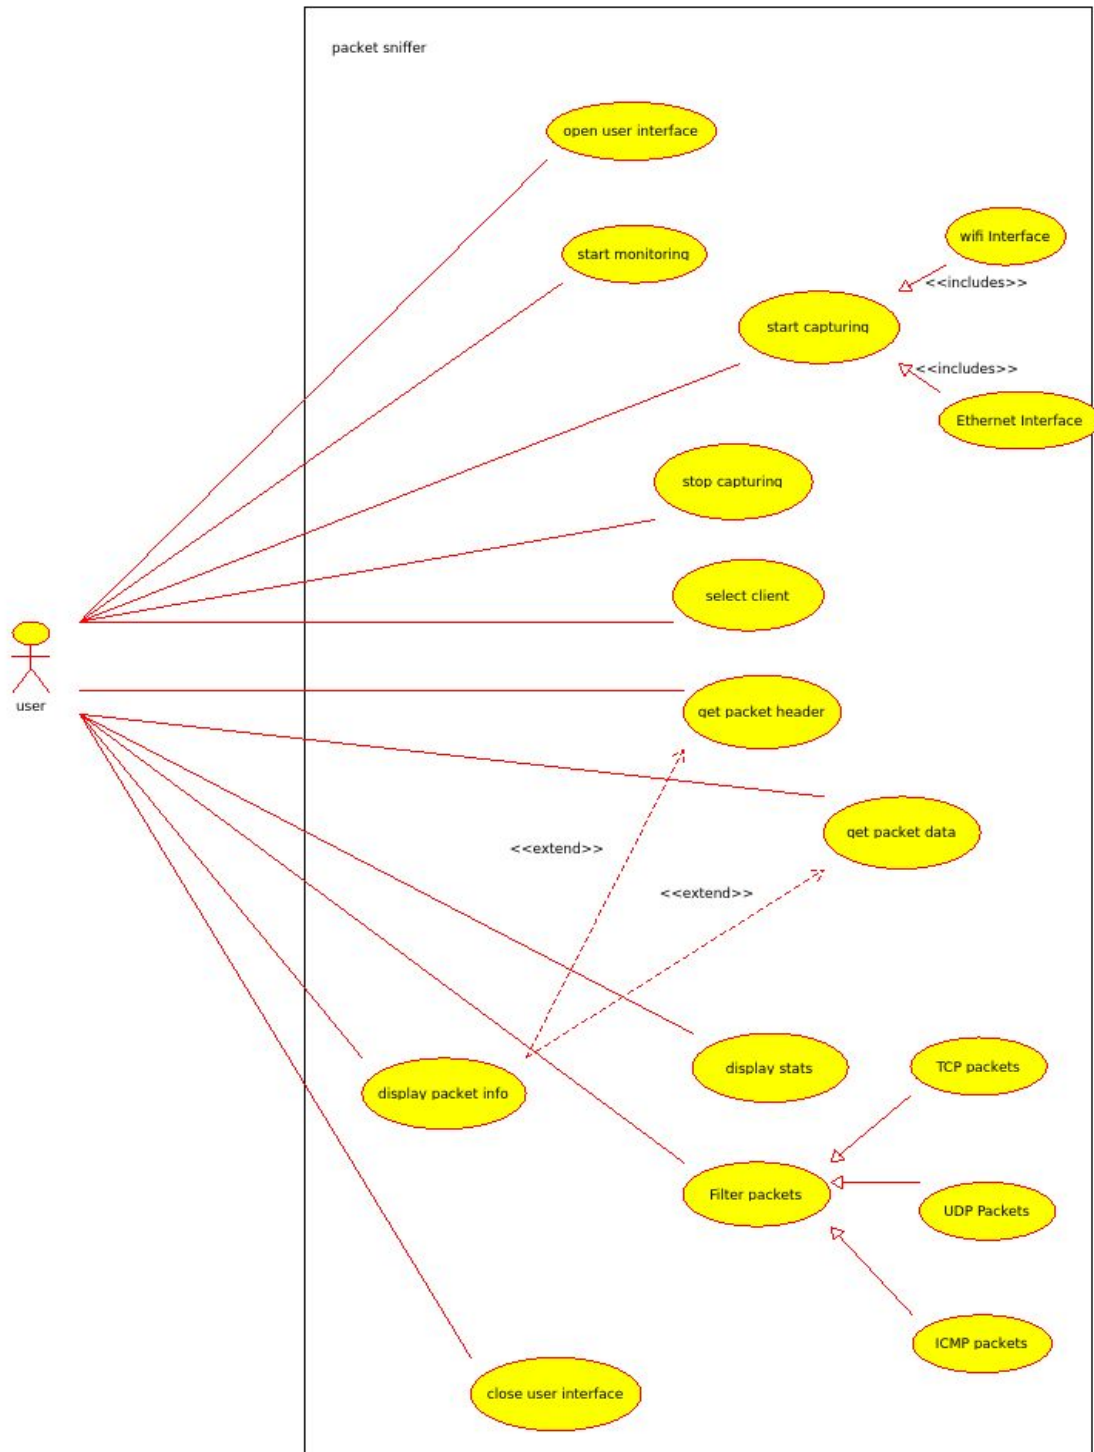 packet sniffer
open user interface
wifi Interface
start monitoring
<<includes>>
start capturing
<<includes>>
Ethernet Interface
stop capturing
select client
user
get packet header
get packet data
<<extend>>
<<extend>>
display stats
TCP packets
display packet info
Filter packets
UDP Packets
ICMP packets
close user interface